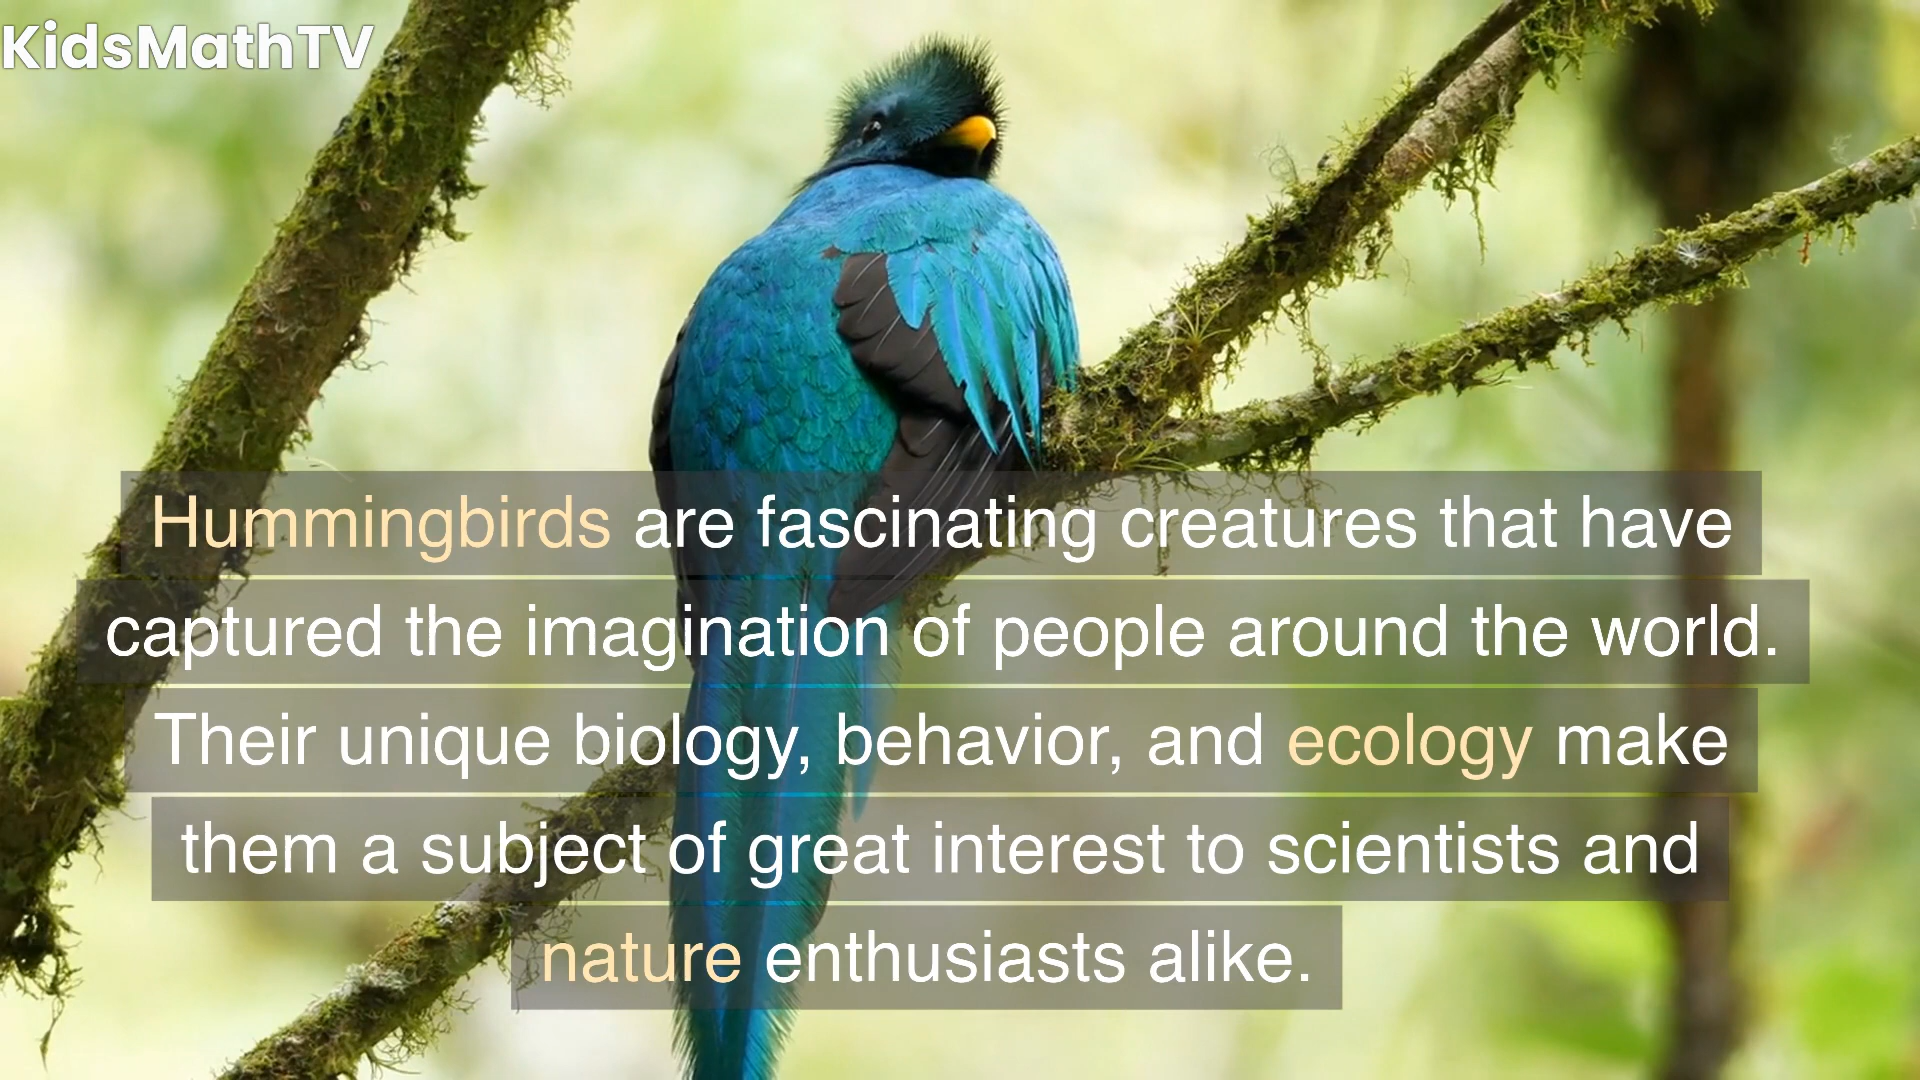 KidsMathTV
Hummingbirds are fascinating creatures that have
captured the imagination of people around the world.
Their unique biology, behavior, and ecology make
them a subject of great interest to scientists and
nature enthusiasts alike.